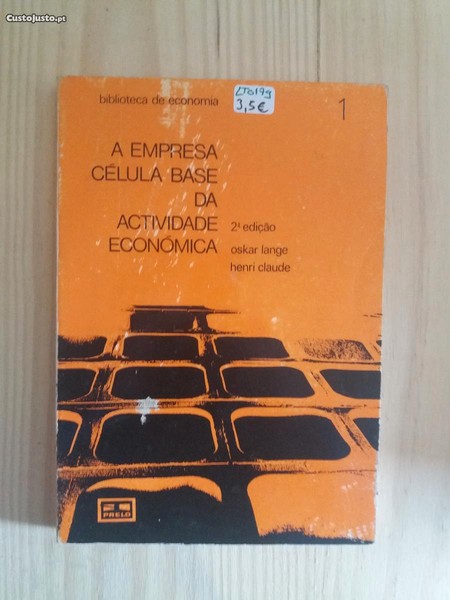 CustoJusto.pt
biblioteca de economia
LT0179
3,5€
1
A EMPRESA
CÉLULA BASE
DA
ACTIVIDADE
ECONÓMICA
2ª edição
oskar lange
henri claude
PRELO